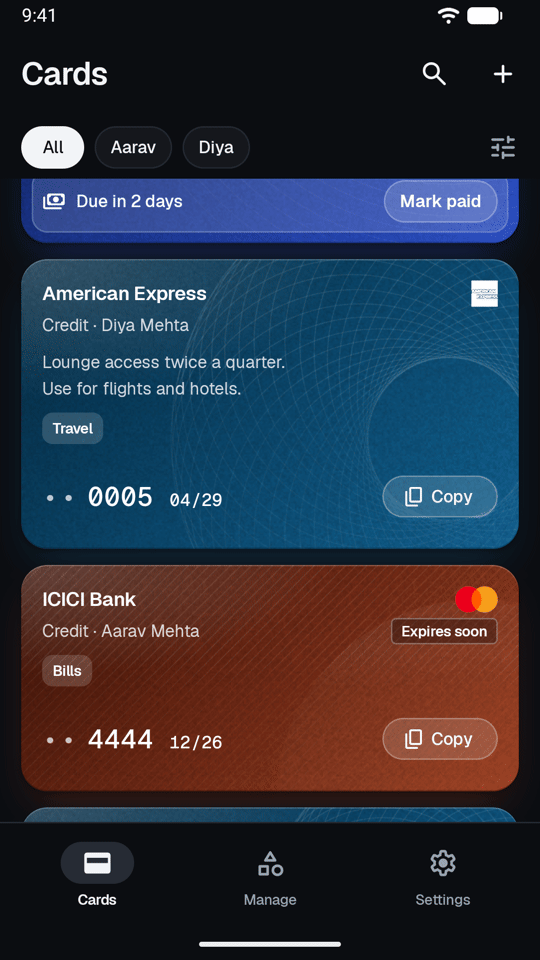 9:41
Cards
All
Aarav
Diya
Due in 2 days
Mark paid
American Express
Credit · Diya Mehta
Lounge access twice a quarter.
Use for flights and hotels.
Travel
•• 0005 04/29
Copy
ICICI Bank
Credit · Aarav Mehta
Expires soon
Bills
•• 4444 12/26
Copy
Cards
Manage
Settings